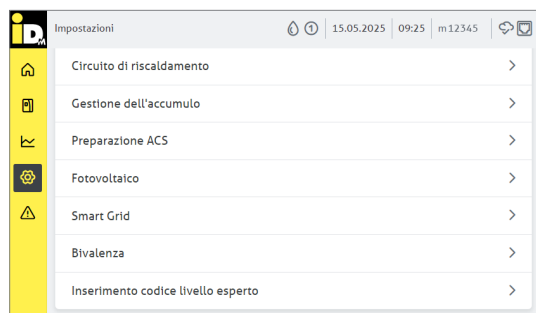 iDM
Impostazioni 1 15.05.2025 09:25 m12345
Circuito di riscaldamento
Gestione dell'accumulo
Preparazione ACS
Fotovoltaico
Smart Grid
Bivalenza
Inserimento codice livello esperto